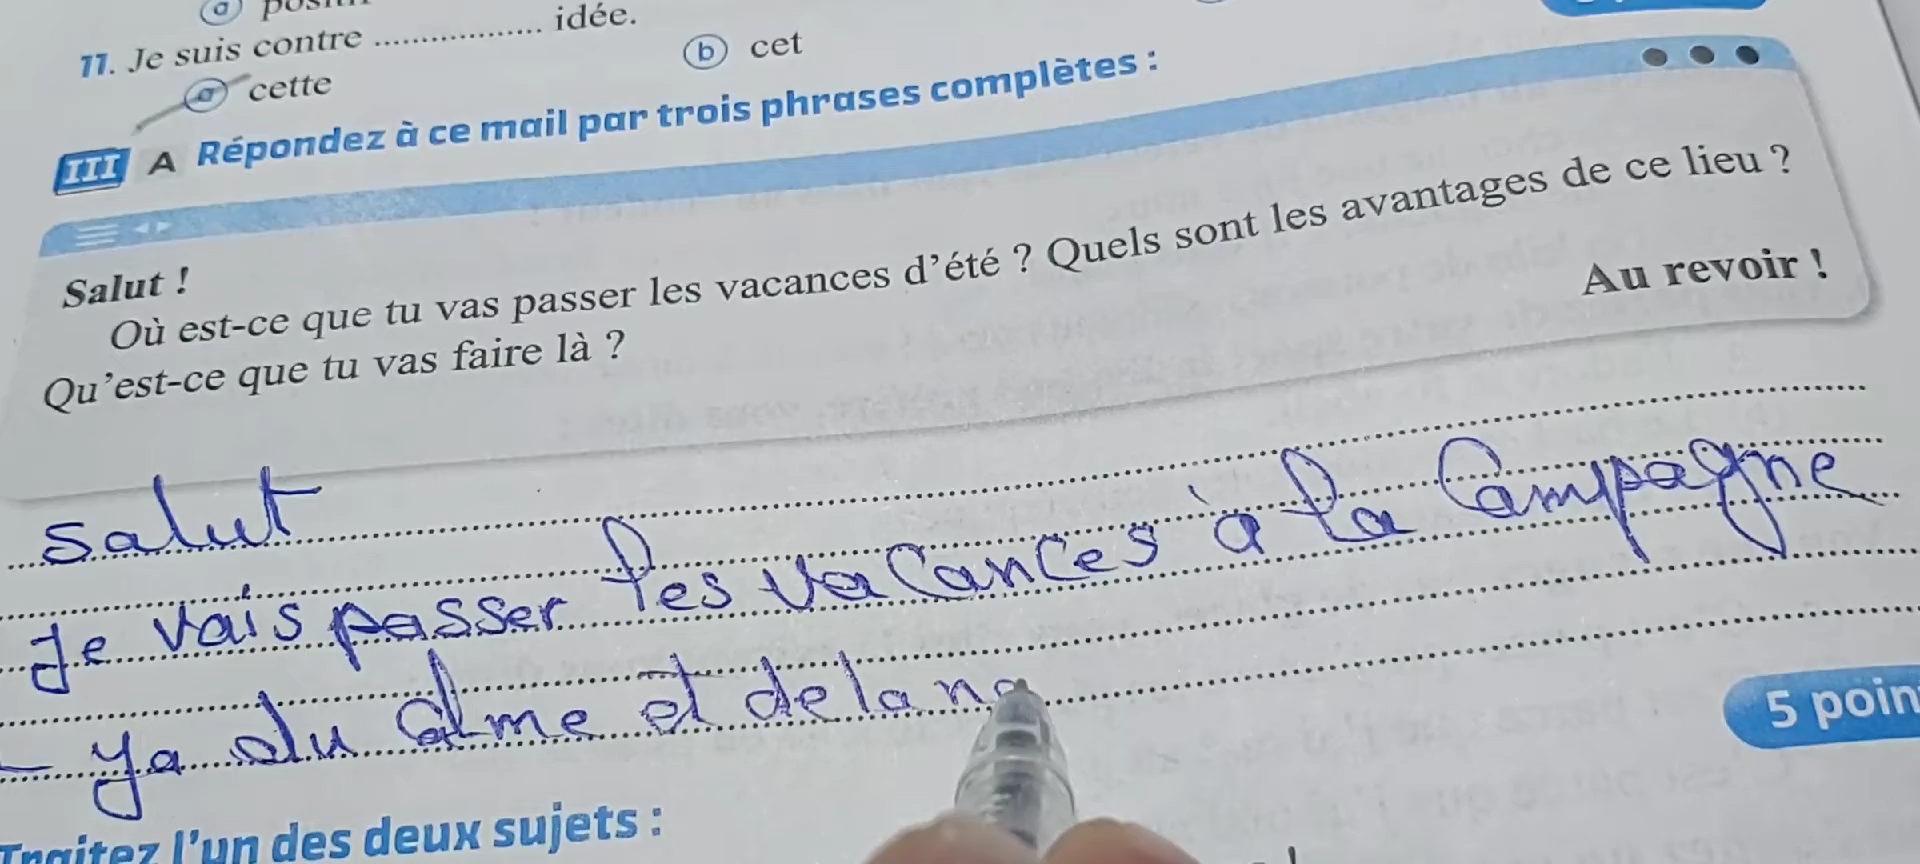 11. Je suis contre .................. idée.
a cette
b cet
III A Répondez à ce mail par trois phrases complètes :
Salut !
Où est-ce que tu vas passer les vacances d'été ? Quels sont les avantages de ce lieu ?
Qu'est-ce que tu vas faire là ?
Au revoir !
Salut
Je vais passer les vacances à la Campagne
- ya du calme et de la na
5 poin
Traitez l'un des deux sujets :